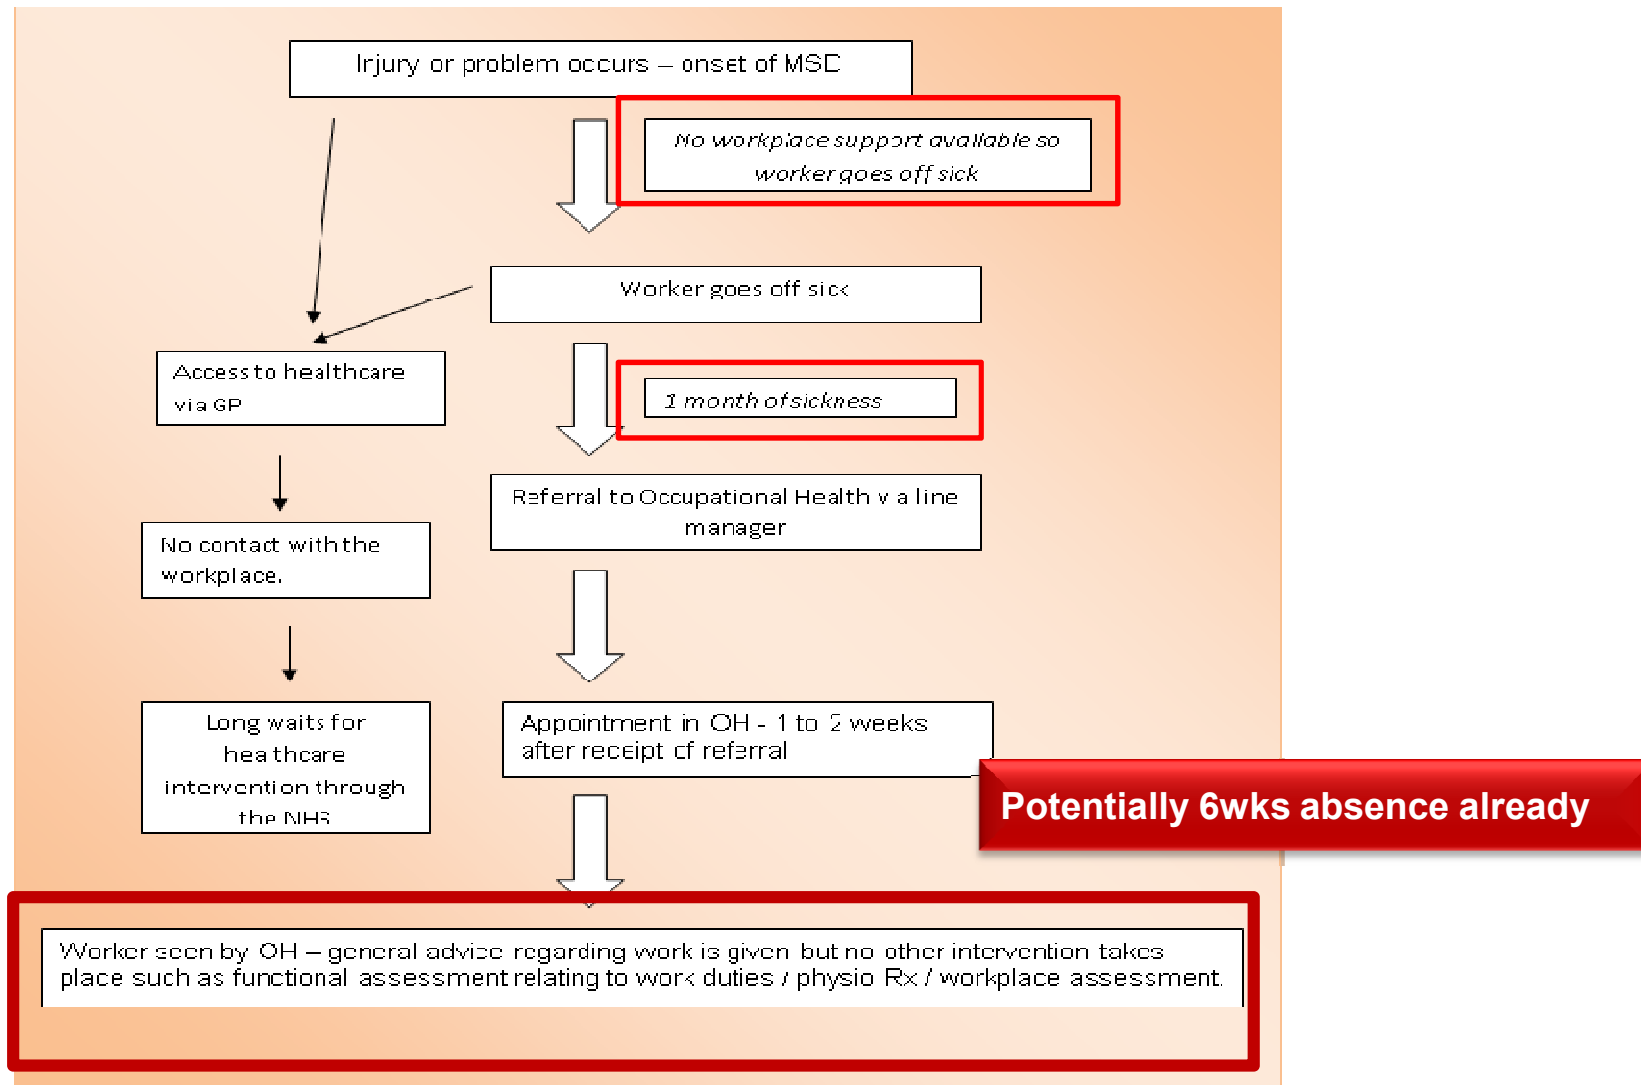 Injury or problem occurs – onset of MSD
No workplace support available so
worker goes off sick
Worker goes off sick
Access to healthcare
via GP
1 month of sickness
Referral to Occupational Health via line
manager
No contact with the
workplace.
Long waits for
healthcare
intervention through
the NHS
Appointment in OH - 1 to 2 weeks
after receipt of referral
Potentially 6wks absence already
Worker seen by OH – general advice regarding work is given but no other intervention takes
place such as functional assessment relating to work duties / physio Rx / workplace assessment.